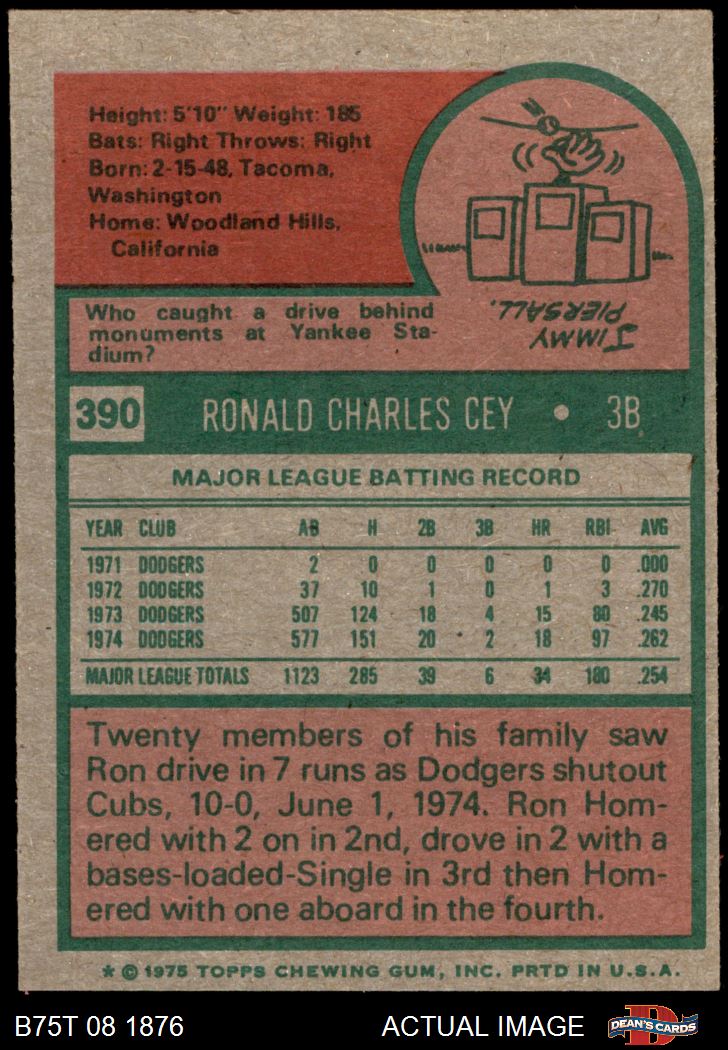 Height: 5'10" Weight: 185
Bats: Right Throws: Right
Born: 2-15-48, Tacoma,
Washington
Home: Woodland Hills,
California
Who caught a drive behind
monuments at Yankee Sta-
dium?
JIMMY
PIERSALL.
390 RONALD CHARLES CEY • 3B
MAJOR LEAGUE BATTING RECORD
YEAR CLUB AB H 2B 3B HR RBI AVG
1971 DODGERS 2 0 0 0 0 0 .000
1972 DODGERS 37 10 1 0 1 3 .270
1973 DODGERS 507 124 18 4 15 80 .245
1974 DODGERS 577 151 20 2 18 97 .262
MAJOR LEAGUE TOTALS 1123 285 39 6 34 180 .254
Twenty members of his family saw
Ron drive in 7 runs as Dodgers shutout
Cubs, 10-0, June 1, 1974. Ron Hom-
ered with 2 on in 2nd, drove in 2 with a
bases-loaded-Single in 3rd then Hom-
ered with one aboard in the fourth.
* © 1975 TOPPS CHEWING GUM, INC. PRTD IN U.S.A.
B75T 08 1876 ACTUAL IMAGE D DEAN'S CARDS